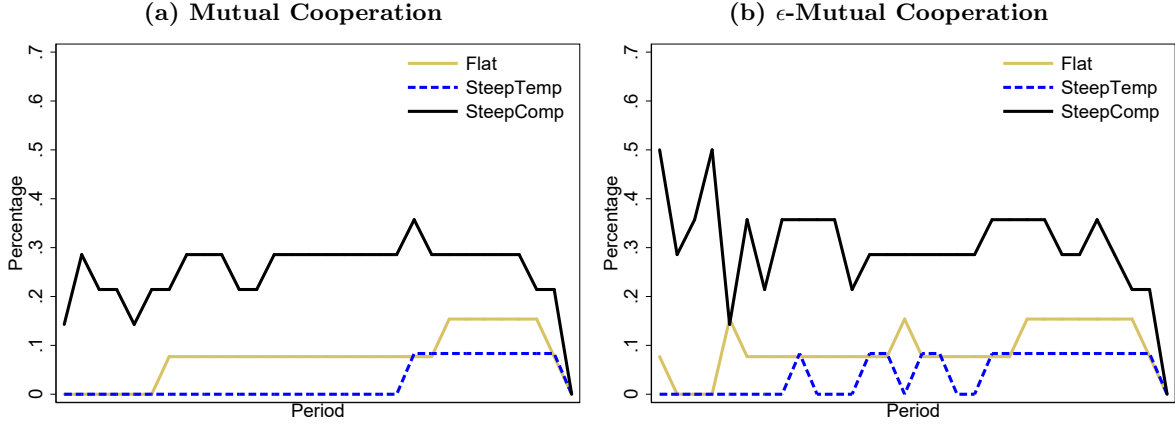 (a) Mutual Cooperation
Percentage
.7
.6
.5
.4
.3
.2
.1
0
Flat
SteepTemp
SteepComp
Period
(b) ϵ-Mutual Cooperation
Percentage
.7
.6
.5
.4
.3
.2
.1
0
Flat
SteepTemp
SteepComp
Period